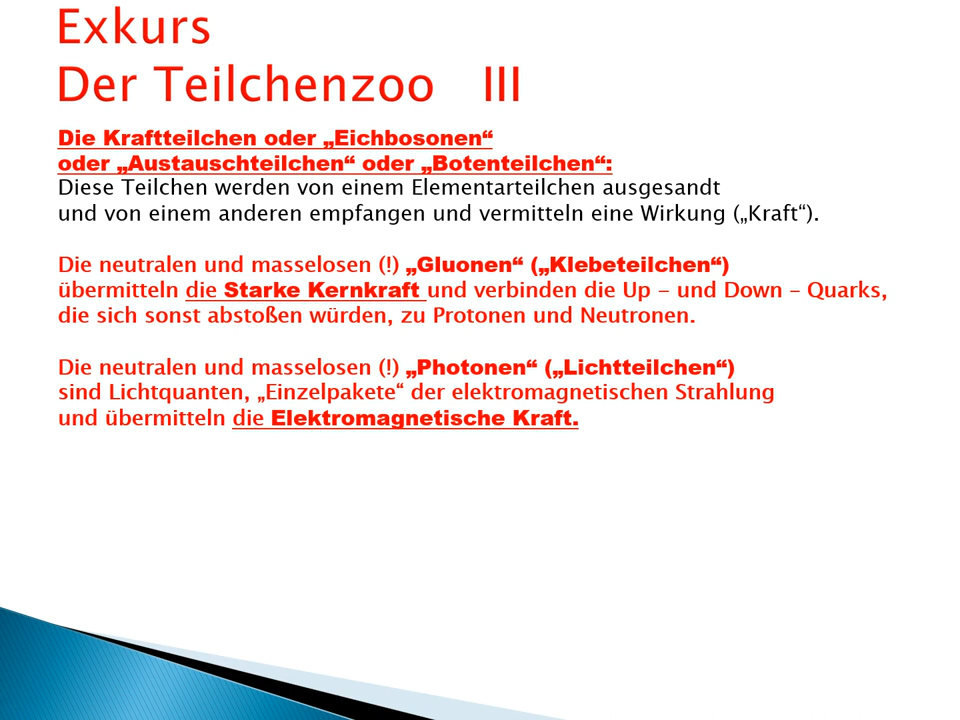 Exkurs
Der Teilchenzoo III
Die Kraftteilchen oder „Eichbosonen“
oder „Austauschteilchen“ oder „Botenteilchen“:
Diese Teilchen werden von einem Elementarteilchen ausgesandt
und von einem anderen empfangen und vermitteln eine Wirkung („Kraft“).
Die neutralen und masselosen (!) „Gluonen“ („Klebeteilchen“)
übermitteln die Starke Kernkraft und verbinden die Up - und Down - Quarks,
die sich sonst abstoßen würden, zu Protonen und Neutronen.
Die neutralen und masselosen (!) „Photonen“ („Lichtteilchen“)
sind Lichtquanten, „Einzelpakete“ der elektromagnetischen Strahlung
und übermitteln die Elektromagnetische Kraft.